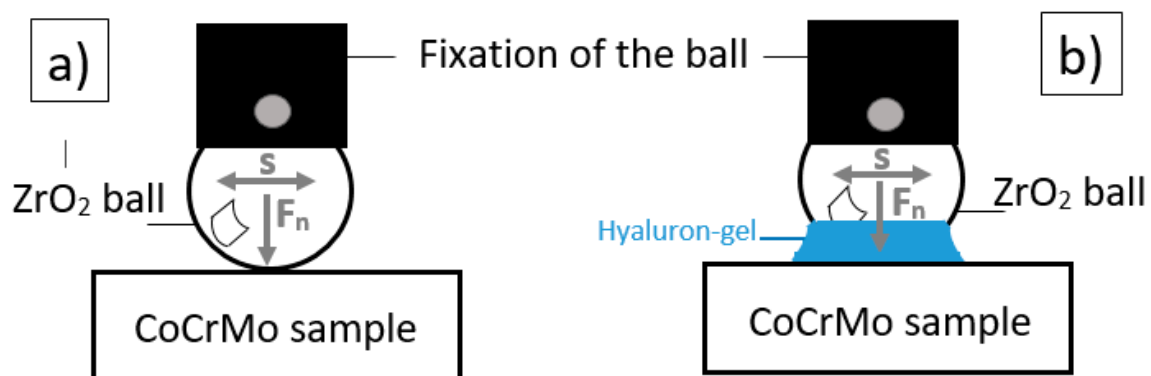 a)
Fixation of the ball
b)
s
Fₙ
ZrO₂ ball
CoCrMo sample
s
Fₙ
ZrO₂ ball
Hyaluron-gel
CoCrMo sample